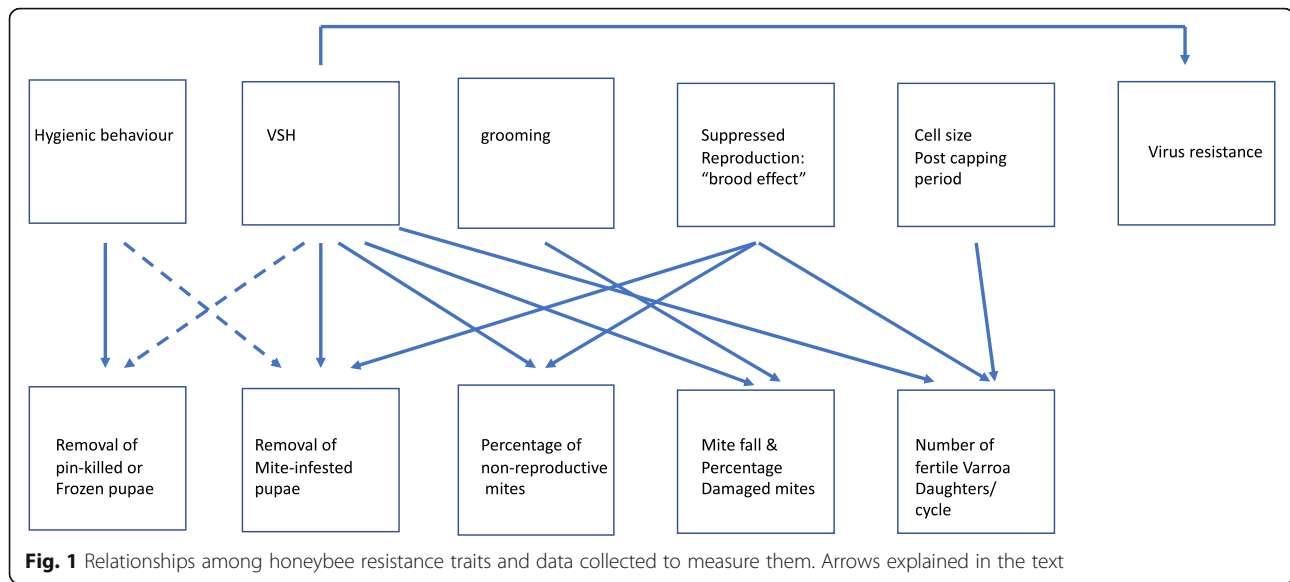 Hygienic behaviour
VSH
grooming
Suppressed
Reproduction:
“brood effect”
Cell size
Post capping
period
Virus resistance
Removal of
pin-killed or
Frozen pupae
Removal of
Mite-infested
pupae
Percentage of
non-reproductive
mites
Mite fall &
Percentage
Damaged mites
Number of
fertile Varroa
Daughters/
cycle
Fig. 1 Relationships among honeybee resistance traits and data collected to measure them. Arrows explained in the text